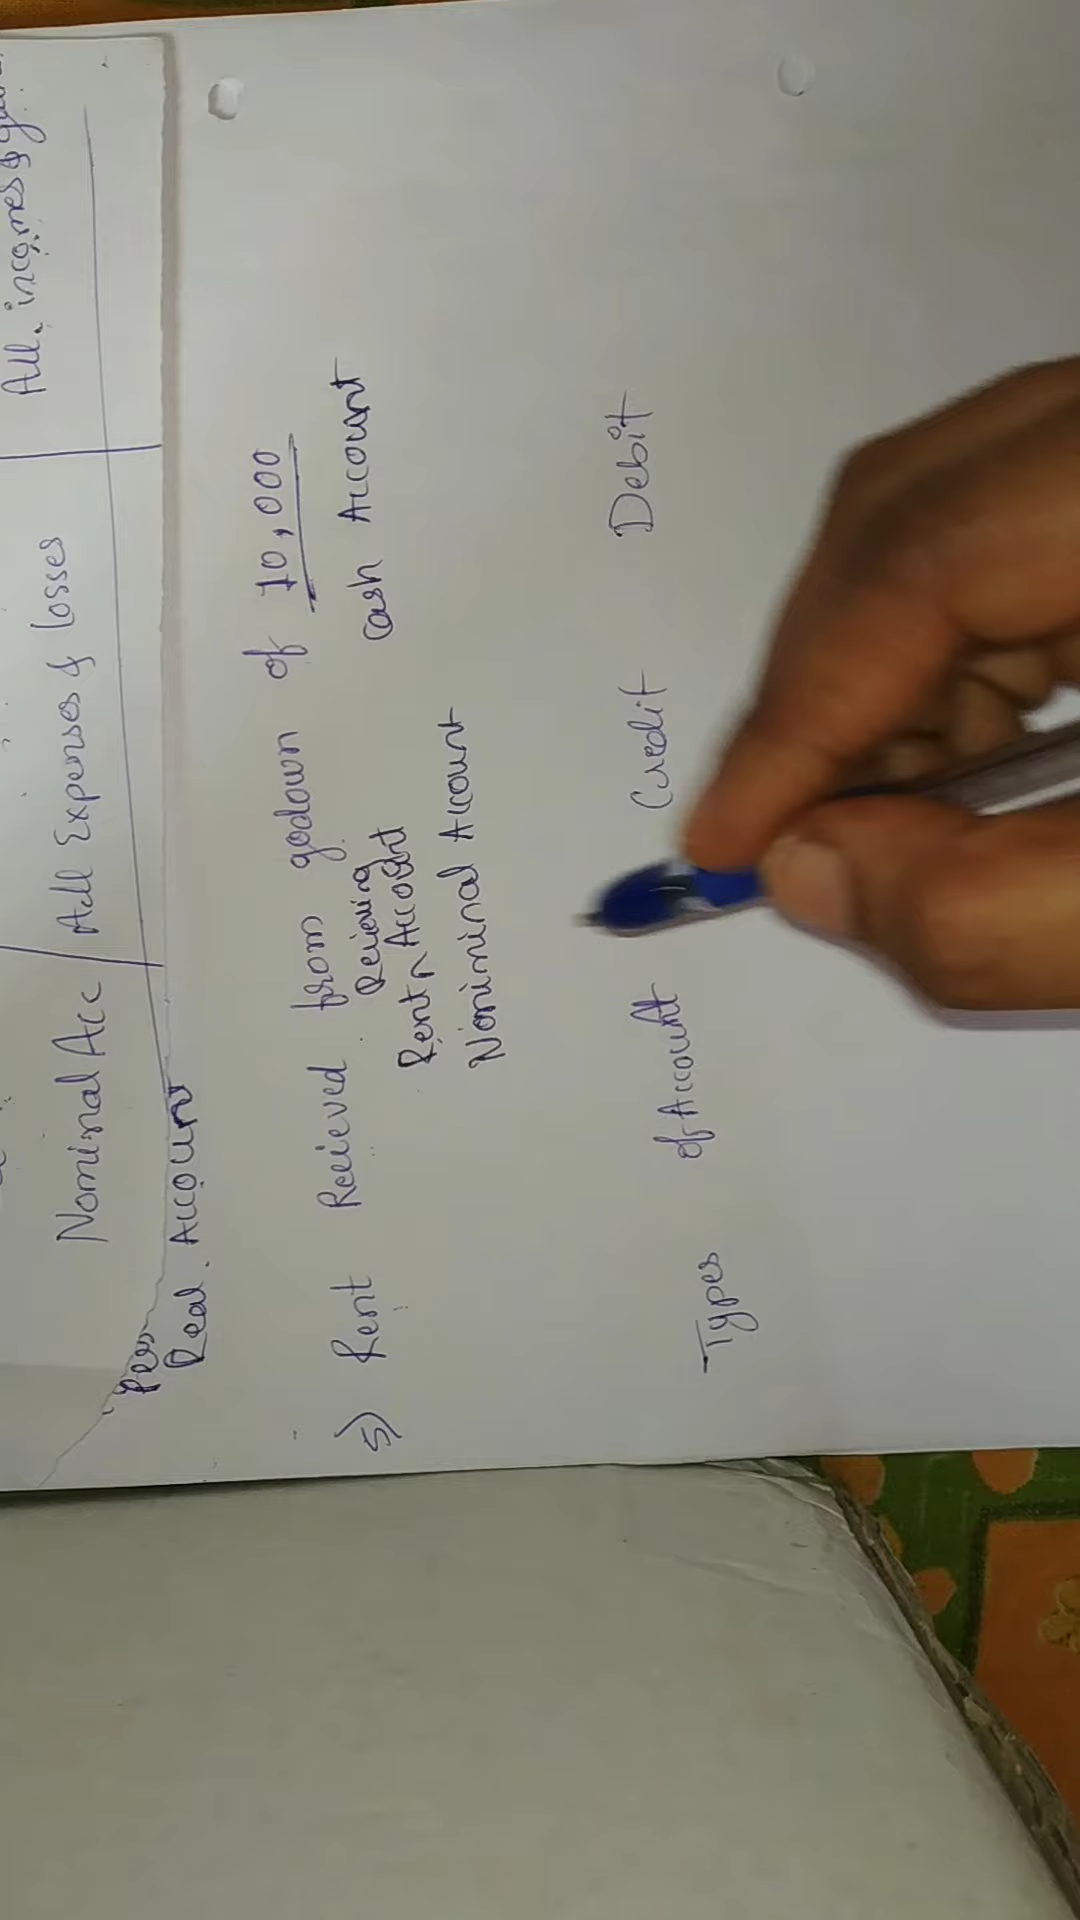 All incomes &
Nominal Acc All Expenses & losses
Real. Account
5) Rent Recieved from godown of 10,000
Recieving Cash Account
Rent Account
Nominal Account
Types of Account Credit Debit